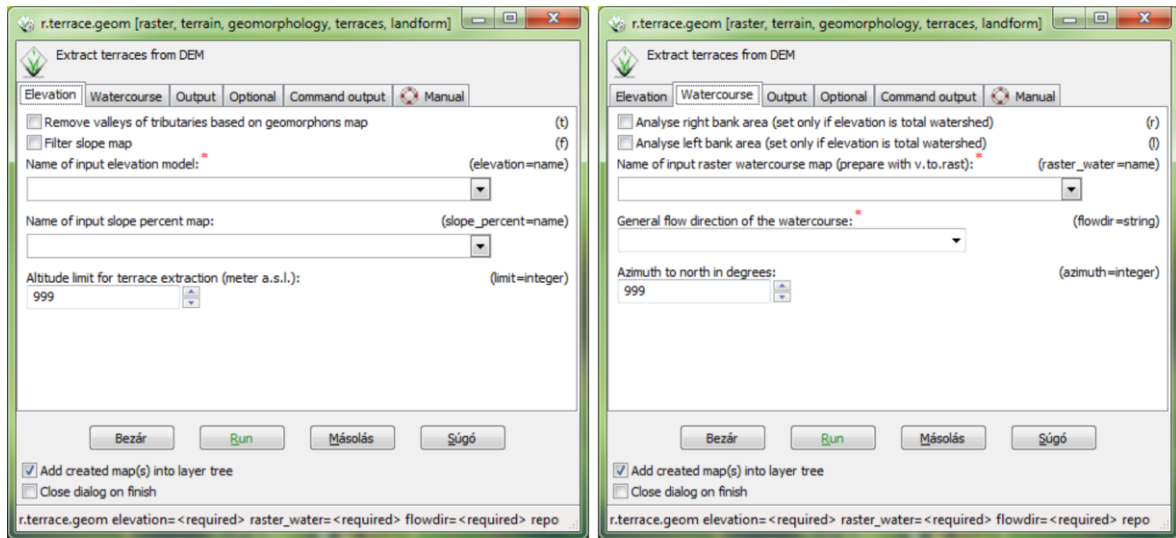 r.terrace.geom [raster, terrain, geomorphology, terraces, landform]
Extract terraces from DEM
Elevation Watercourse Output Optional Command output Manual
Remove valleys of tributaries based on geomorphons map (t)
Filter slope map (f)
Name of input elevation model:* (elevation=name)
Name of input slope percent map: (slope_percent=name)
Altitude limit for terrace extraction (meter a.s.l.): (limit=integer)
999
Bezár Run Másolás Súgó
Add created map(s) into layer tree
Close dialog on finish
r.terrace.geom elevation=<required> raster_water=<required> flowdir=<required> repo
r.terrace.geom [raster, terrain, geomorphology, terraces, landform]
Extract terraces from DEM
Elevation Watercourse Output Optional Command output Manual
Analyse right bank area (set only if elevation is total watershed) (r)
Analyse left bank area (set only if elevation is total watershed) (l)
Name of input raster watercourse map (prepare with v.to.rast):* (raster_water=name)
General flow direction of the watercourse:* (flowdir=string)
Azimuth to north in degrees: (azimuth=integer)
999
Bezár Run Másolás Súgó
Add created map(s) into layer tree
Close dialog on finish
r.terrace.geom elevation=<required> raster_water=<required> flowdir=<required> repo